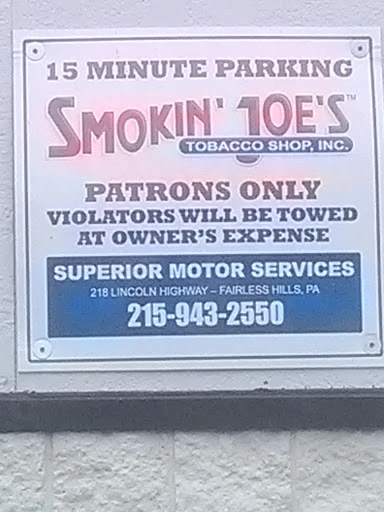 15 MINUTE PARKING
SMOKIN' JOE'S™
TOBACCO SHOP, INC.
PATRONS ONLY
VIOLATORS WILL BE TOWED
AT OWNER'S EXPENSE
SUPERIOR MOTOR SERVICES
218 LINCOLN HIGHWAY – FAIRLESS HILLS, PA
215-943-2550